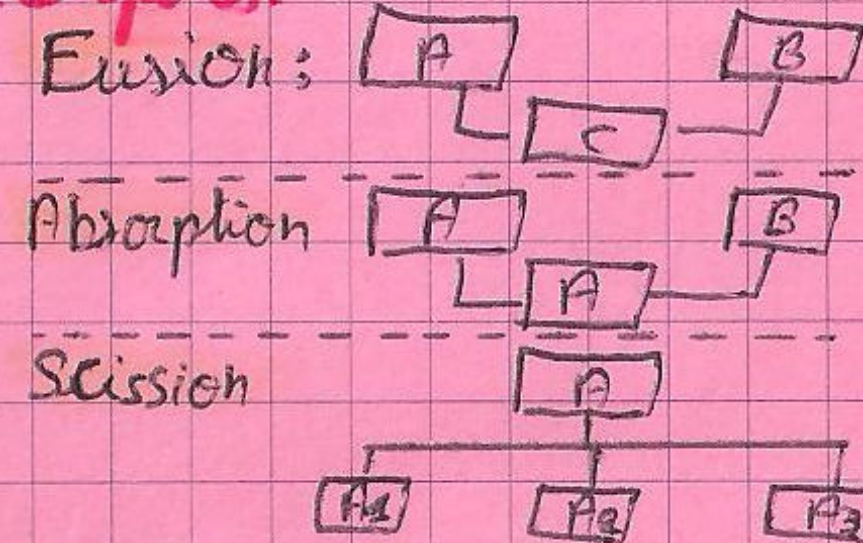 Fusion : A B
C
Absorption A B
A
Scission A
A1 A2 A3